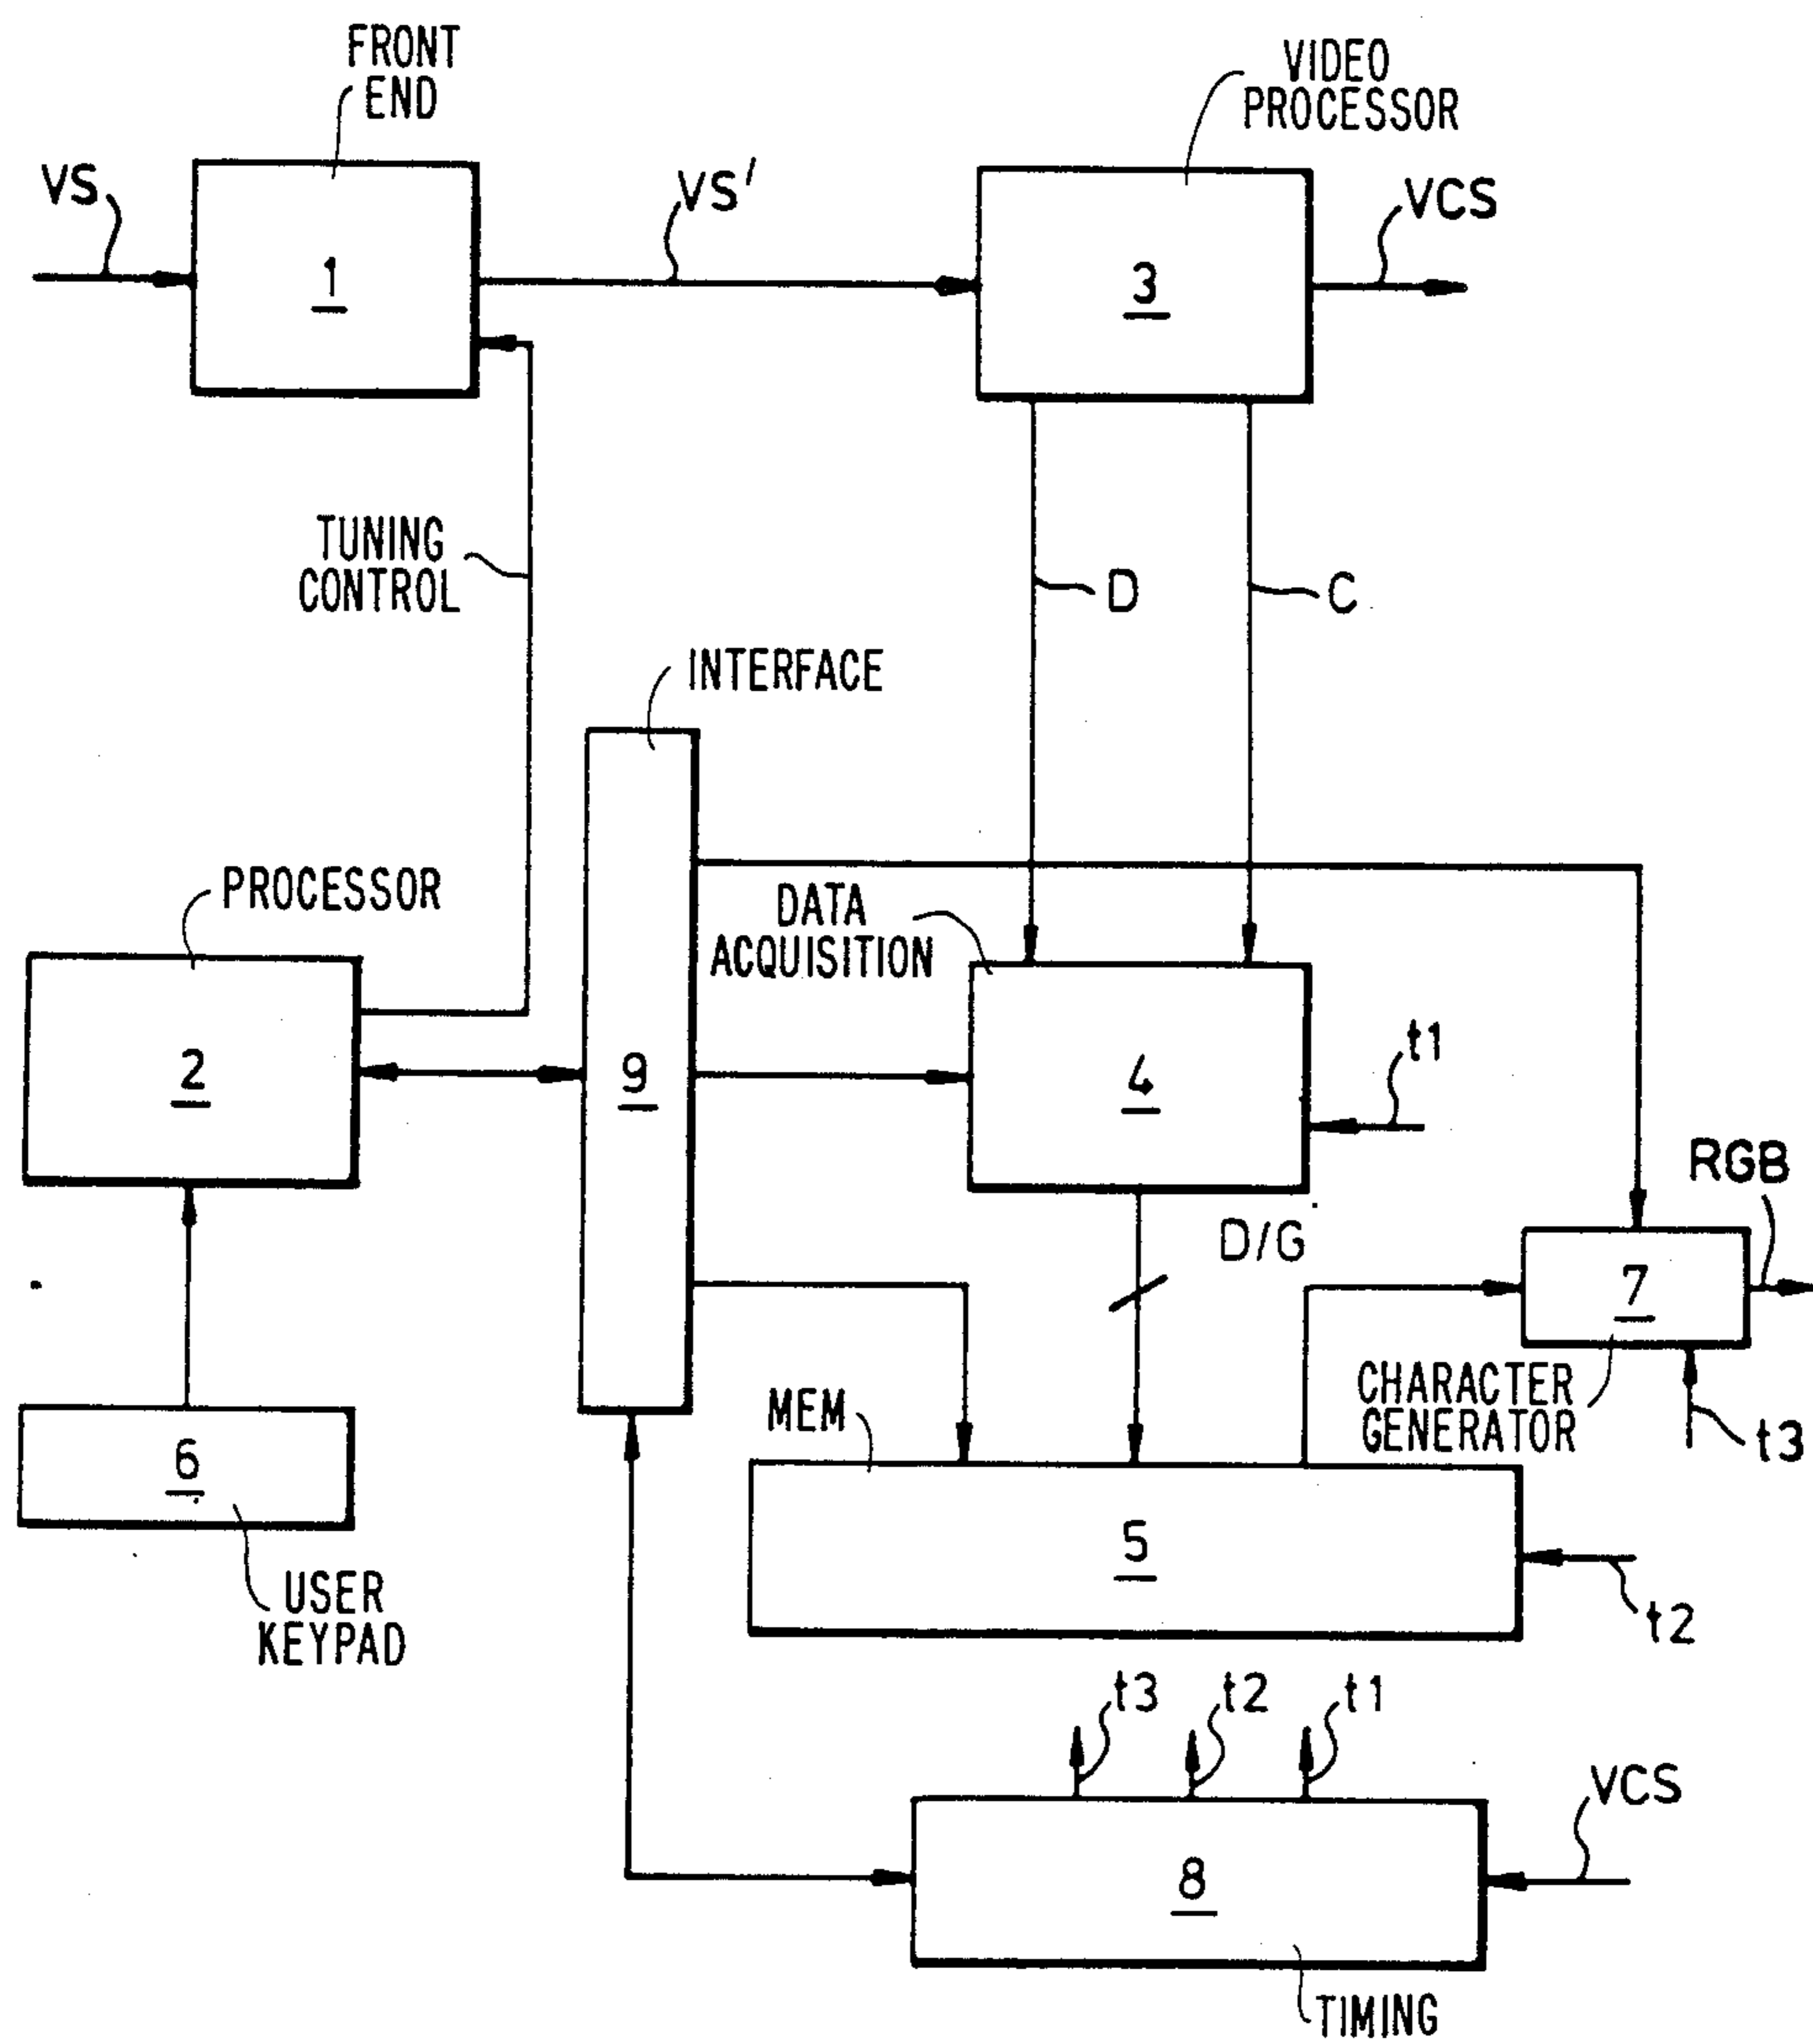 FRONT
END
VIDEO
PROCESSOR
VS
VS'
VCS
1
3
TUNING
CONTROL
D
C
INTERFACE
PROCESSOR
DATA
ACQUISITION
2
9
4
t1
RGB
D/G
7
MEM
CHARACTER
GENERATOR
t3
6
5
USER
KEYPAD
t2
t3
t2
t1
VCS
8
TIMING